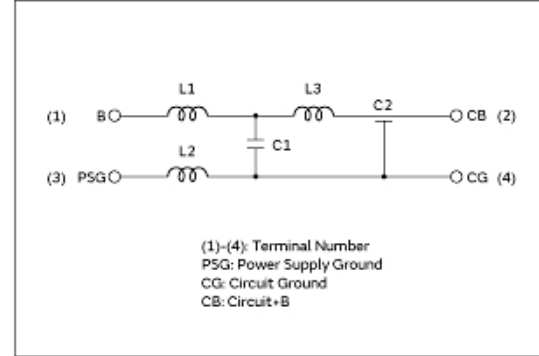 L1 L3
C2
(1) B CB (2)
C1
L2
(3) PSG CG (4)
(1)-(4): Terminal Number
PSG: Power Supply Ground
CG: Circuit Ground
CB: Circuit+B